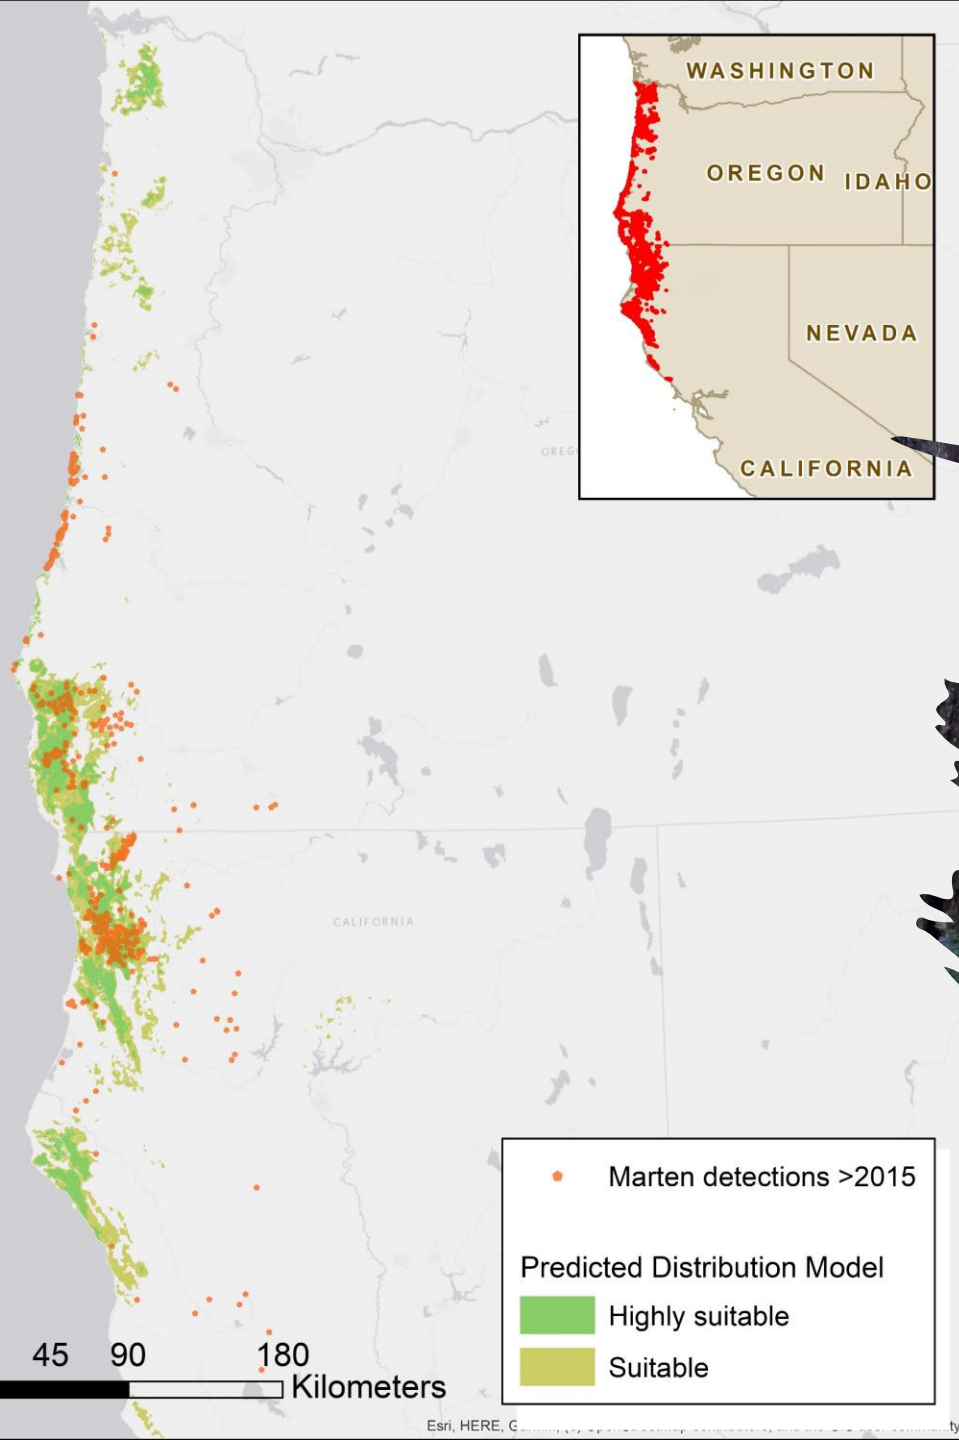 WASHINGTON
OREGON
IDAHO
NEVADA
CALIFORNIA
OREG
CALIFORNIA
Marten detections >2015
Predicted Distribution Model
Highly suitable
Suitable
45 90 180
Kilometers
Esri, HERE,